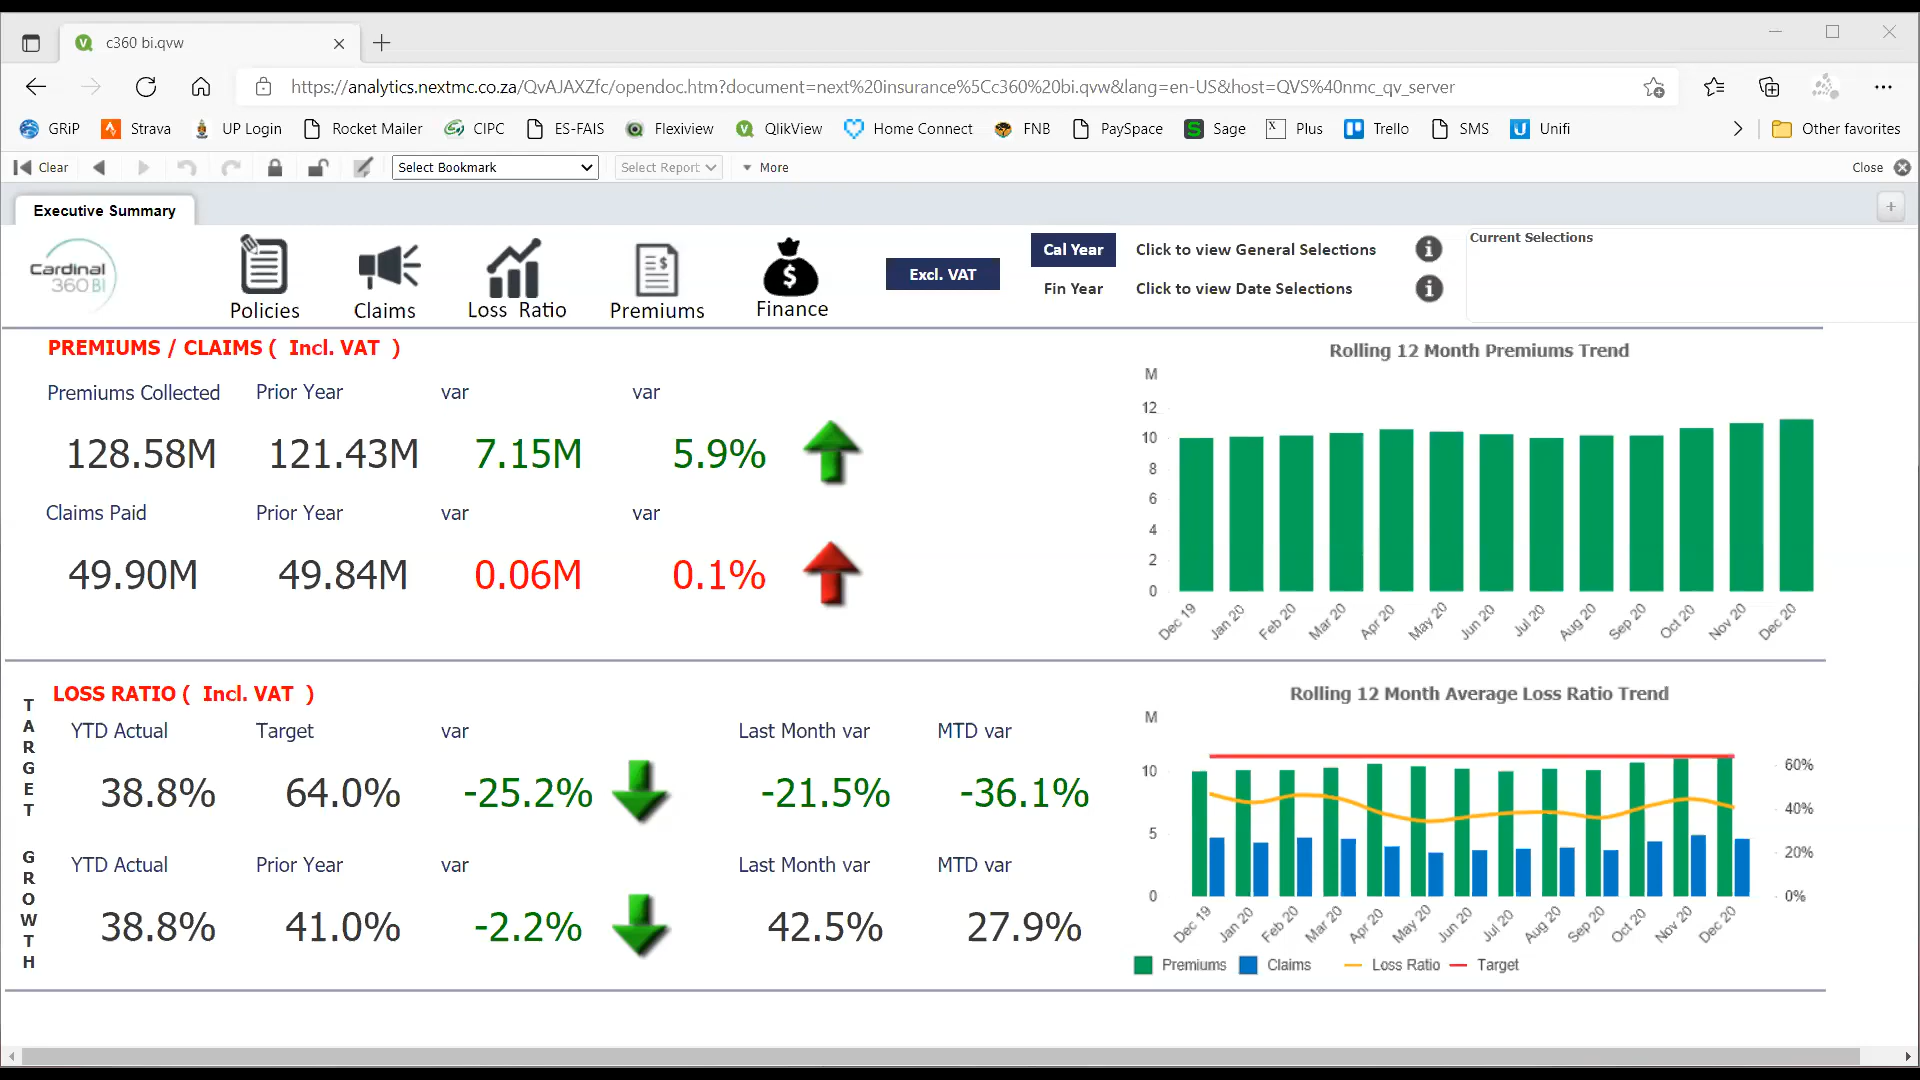 c360 bi.qvw
https://analytics.nextmc.co.za/QvAJAXZfc/opendoc.htm?document=next%20insurance%5Cc360%20bi.qvw&lang=en-US&host=QVS%40nmc_qv_server
GRiP Strava UP Login Rocket Mailer CIPC ES-FAIS Flexiview QlikView Home Connect FNB PaySpace Sage Plus Trello SMS Unifi Other favorites
Clear Select Bookmark Select Report More Close
Executive Summary
Cardinal
360 BI
Policies Claims Loss Ratio Premiums Finance
Excl. VAT
Cal Year Click to view General Selections
Fin Year Click to view Date Selections
Current Selections
PREMIUMS / CLAIMS ( Incl. VAT )
Premiums Collected Prior Year var var
128.58M 121.43M 7.15M 5.9%
Claims Paid Prior Year var var
49.90M 49.84M 0.06M 0.1%
Rolling 12 Month Premiums Trend
M
12
10
8
6
4
2
0
Dec 19 Jan 20 Feb 20 Mar 20 Apr 20 May 20 Jun 20 Jul 20 Aug 20 Sep 20 Oct 20 Nov 20 Dec 20
TARGET
LOSS RATIO ( Incl. VAT )
YTD Actual Target var Last Month var MTD var
38.8% 64.0% -25.2% -21.5% -36.1%
GROWTH
YTD Actual Prior Year var Last Month var MTD var
38.8% 41.0% -2.2% 42.5% 27.9%
Rolling 12 Month Average Loss Ratio Trend
M
10
5
0
60%
40%
20%
0%
Dec 19 Jan 20 Feb 20 Mar 20 Apr 20 May 20 Jun 20 Jul 20 Aug 20 Sep 20 Oct 20 Nov 20 Dec 20
Premiums Claims Loss Ratio Target